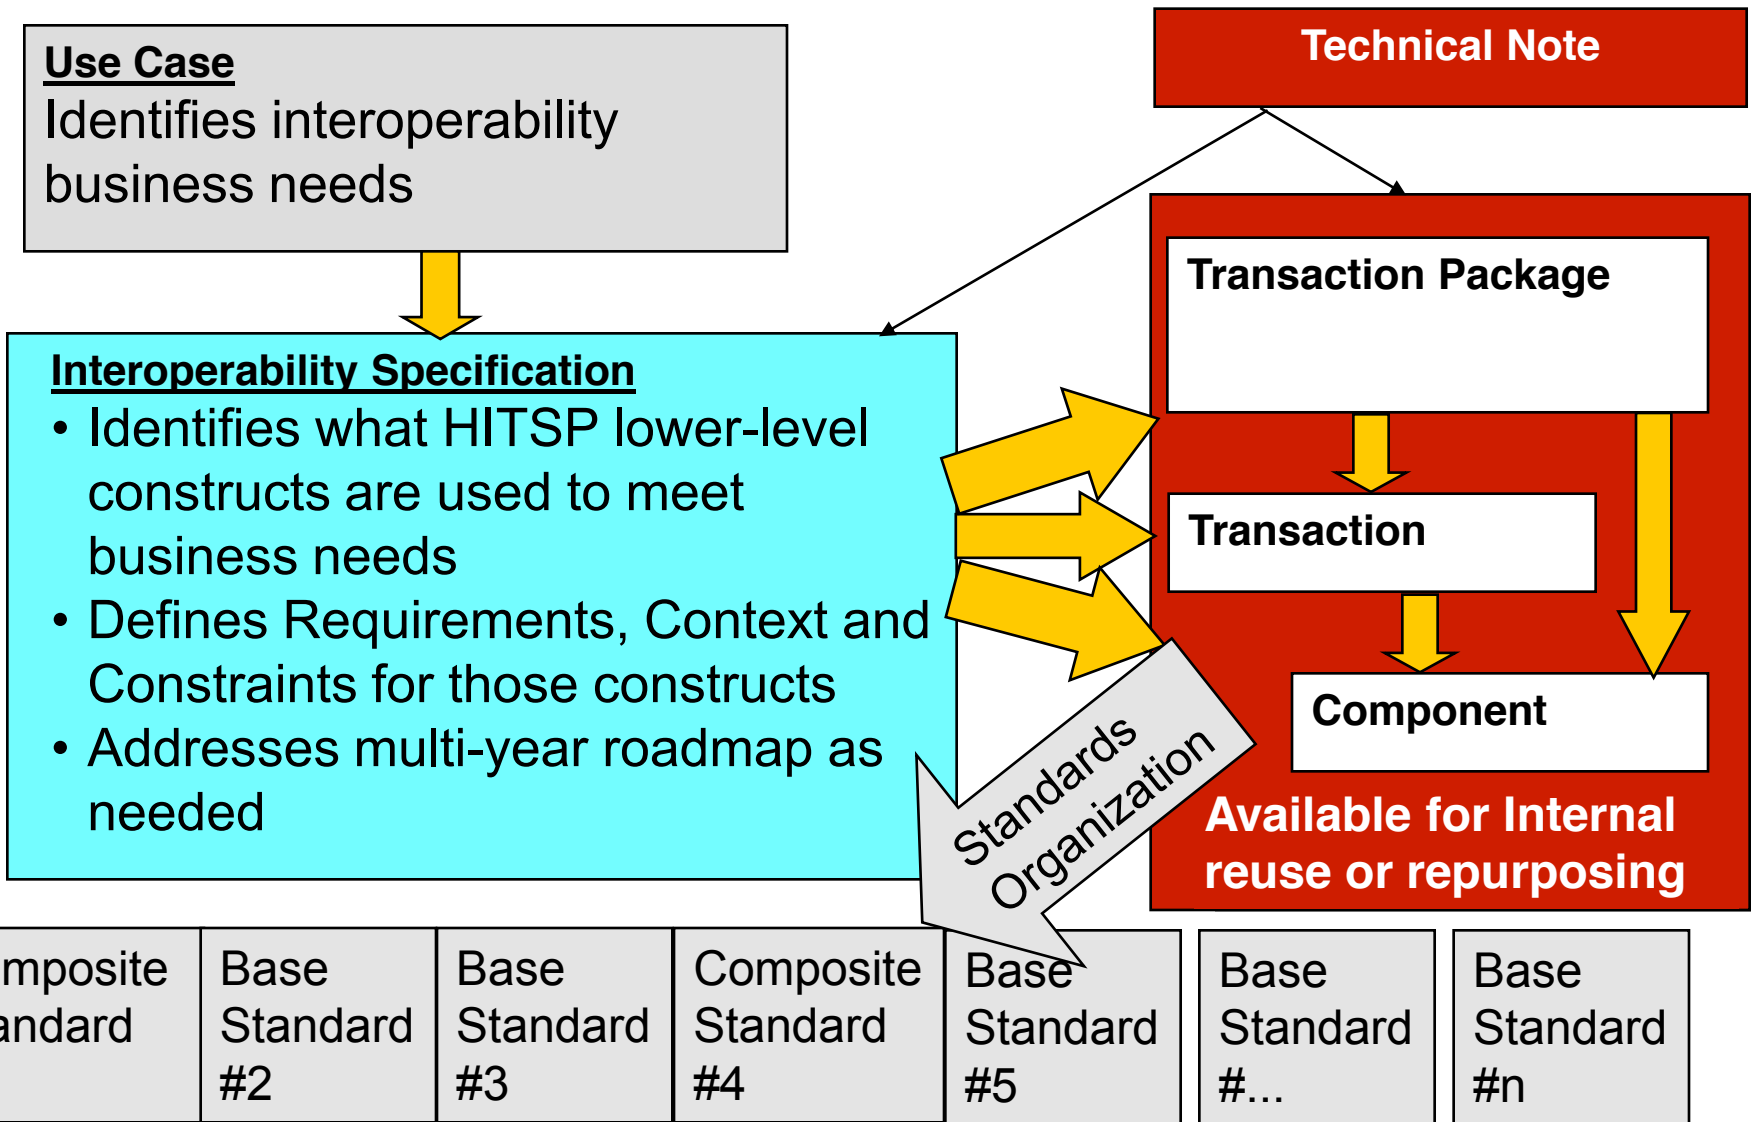 Use Case
Identifies interoperability
business needs
Technical Note
Transaction Package
Interoperability Specification
• Identifies what HITSP lower-level
constructs are used to meet
business needs
• Defines Requirements, Context and
Constraints for those constructs
• Addresses multi-year roadmap as
needed
Transaction
Component
Standards
Organization
Available for Internal
reuse or repurposing
mposite
andard
Base
Standard
#2
Base
Standard
#3
Composite
Standard
#4
Base
Standard
#5
Base
Standard
#...
Base
Standard
#n